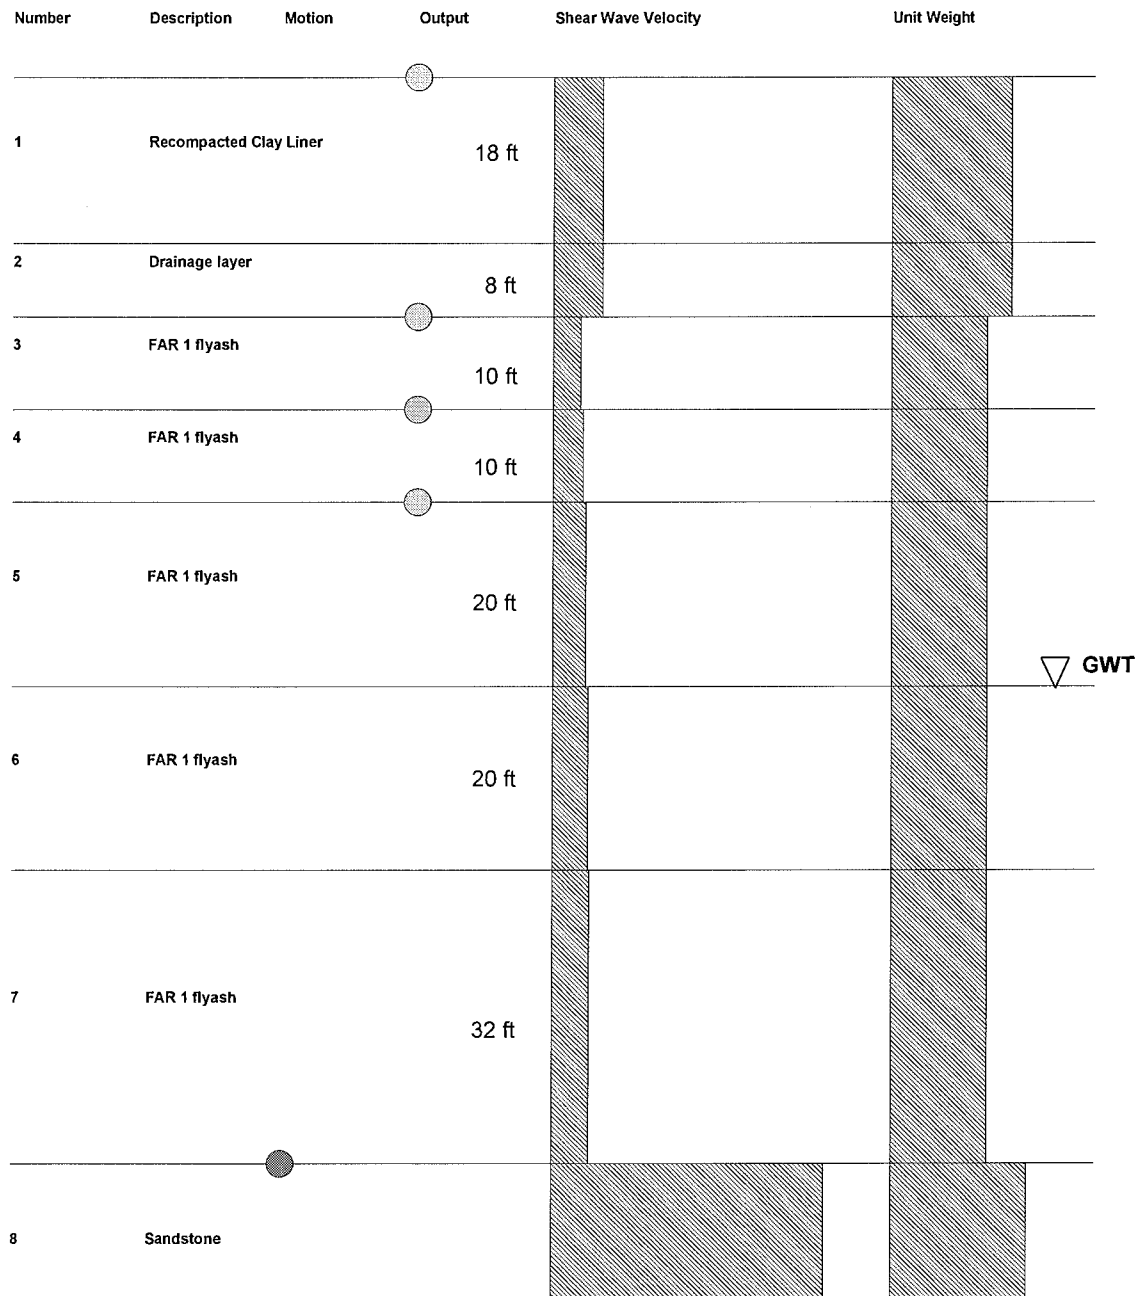 Number Description Motion Output Shear Wave Velocity Unit Weight
1 Recompacted Clay Liner 18 ft
2 Drainage layer 8 ft
3 FAR 1 flyash 10 ft
4 FAR 1 flyash 10 ft
5 FAR 1 flyash 20 ft
GWT
6 FAR 1 flyash 20 ft
7 FAR 1 flyash 32 ft
8 Sandstone